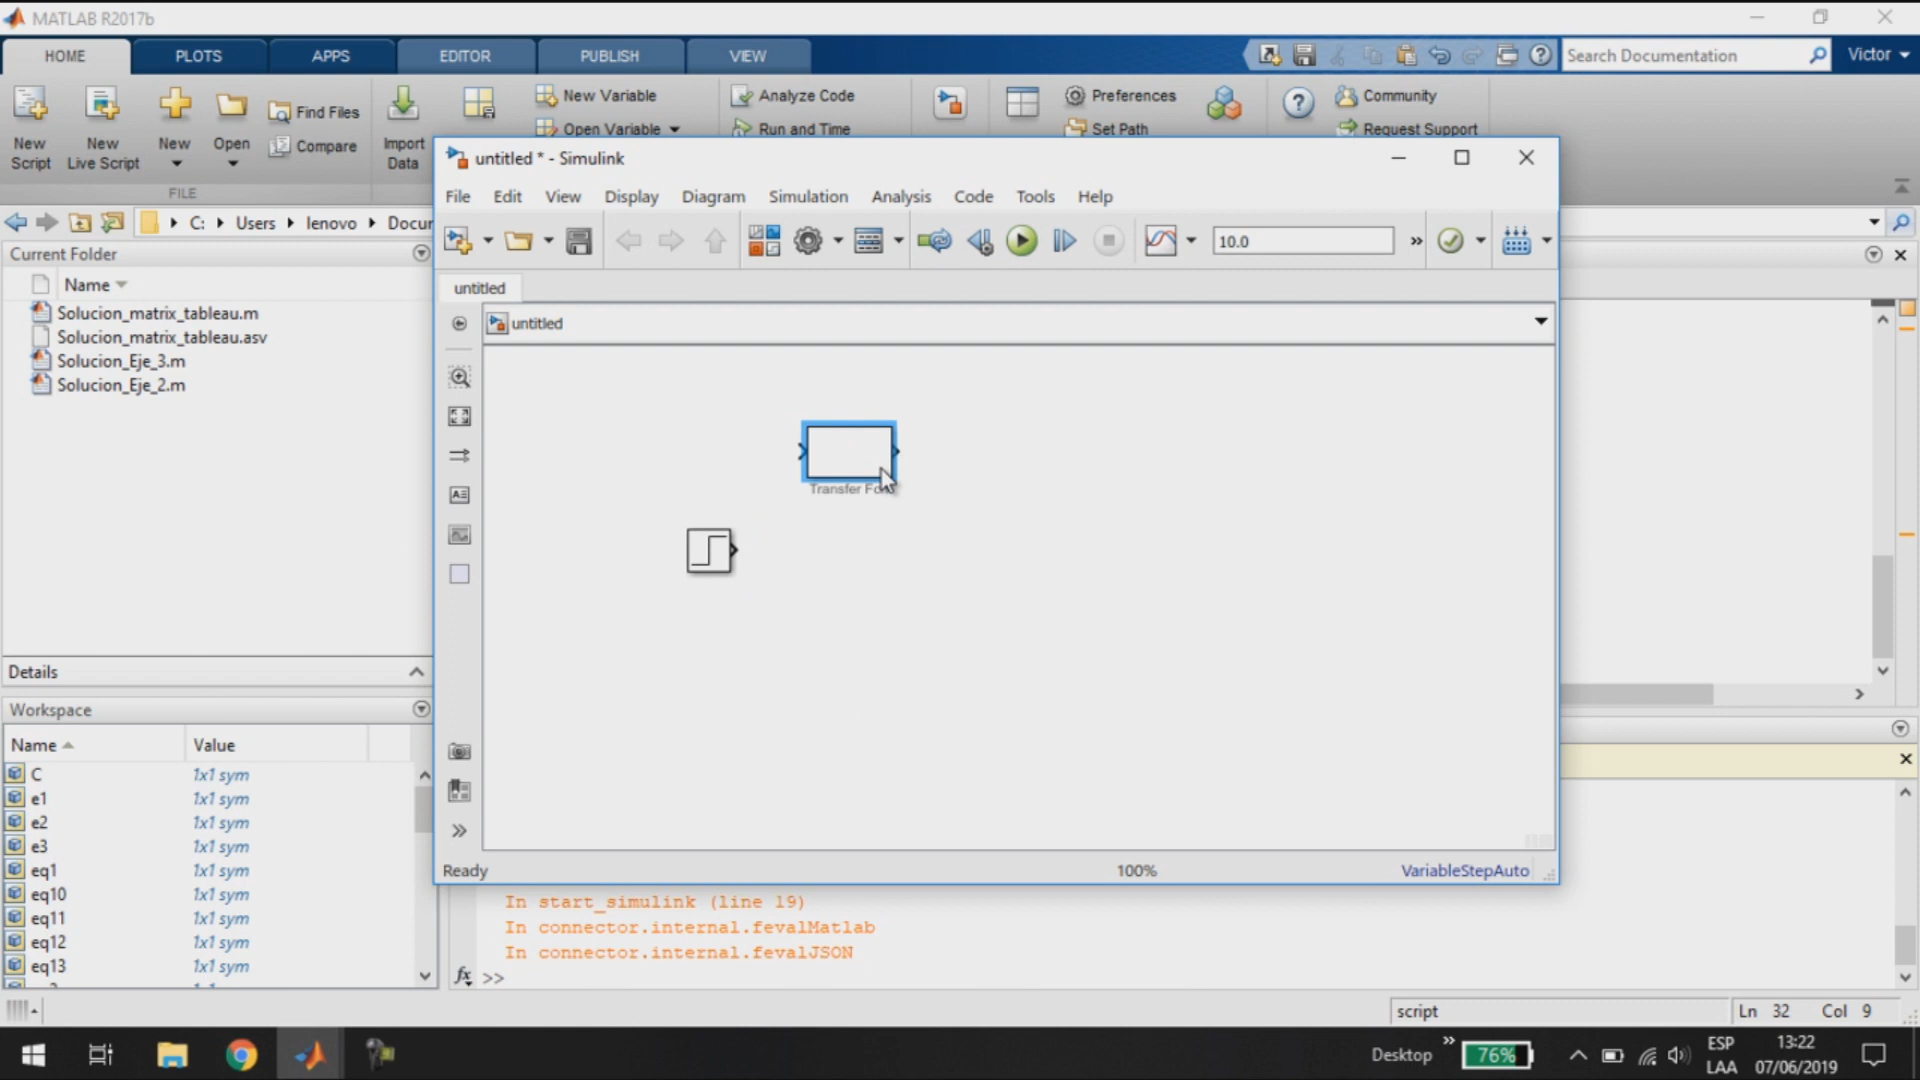 MATLAB R2017b
HOME
PLOTS
APPS
EDITOR
PUBLISH
VIEW
Search Documentation
Victor
New Script
New Live Script
New
Open
Find Files
Compare
Import Data
New Variable
Open Variable
Analyze Code
Run and Time
Preferences
Set Path
Community
Request Support
FILE
C:
Users
lenovo
Docur
Current Folder
Name
Solucion_matrix_tableau.m
Solucion_matrix_tableau.asv
Solucion_Eje_3.m
Solucion_Eje_2.m
Details
Workspace
Name
Value
C 1x1 sym
e1 1x1 sym
e2 1x1 sym
e3 1x1 sym
eq1 1x1 sym
eq10 1x1 sym
eq11 1x1 sym
eq12 1x1 sym
eq13 1x1 sym
untitled * - Simulink
File
Edit
View
Display
Diagram
Simulation
Analysis
Code
Tools
Help
10.0
untitled
untitled
Transfer
Ready
100%
VariableStepAuto
In start_simulink (line 19)
In connector.internal.fevalMatlab
In connector.internal.fevalJSON
fx >>
script
Ln 32
Col 9
Desktop
76%
ESP
LAA
13:22
07/06/2019